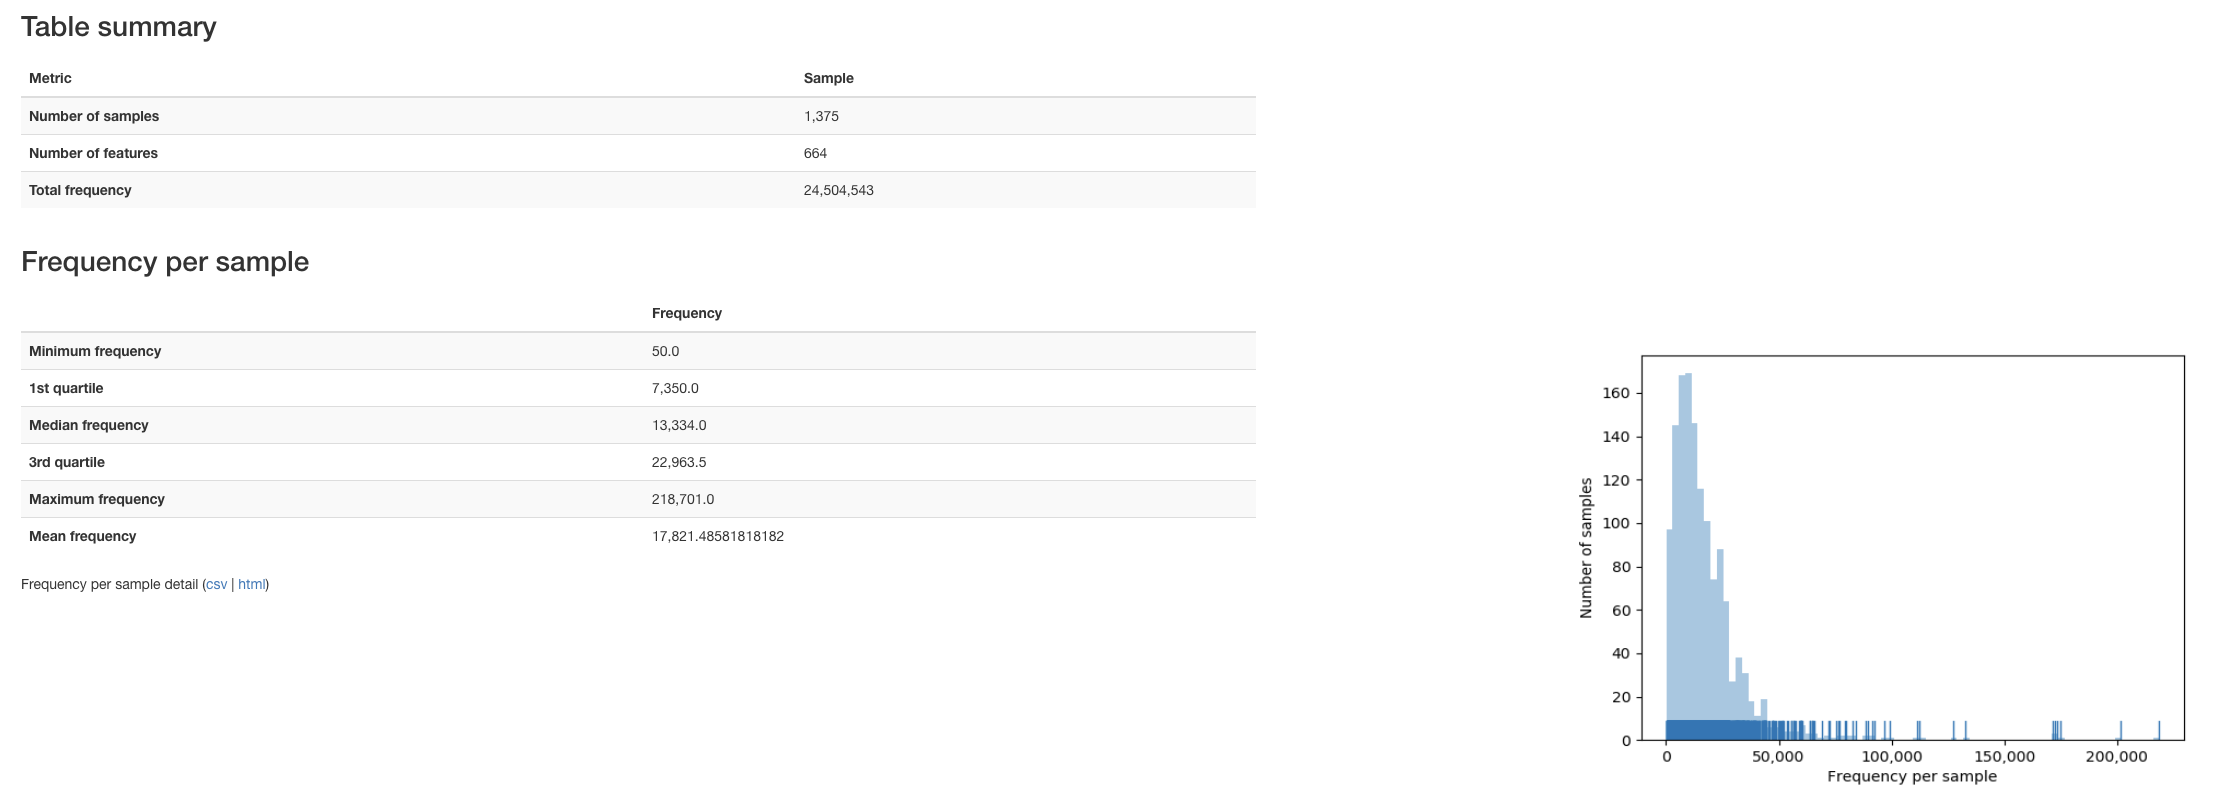 Table summary
Metric Sample
Number of samples 1,375
Number of features 664
Total frequency 24,504,543
Frequency per sample
Frequency
Minimum frequency 50.0
1st quartile 7,350.0
Median frequency 13,334.0
3rd quartile 22,963.5
Maximum frequency 218,701.0
Mean frequency 17,821.48581818182
Frequency per sample detail (csv | html)
Number of samples
160
140
120
100
80
60
40
20
0
0 50,000 100,000 150,000 200,000
Frequency per sample